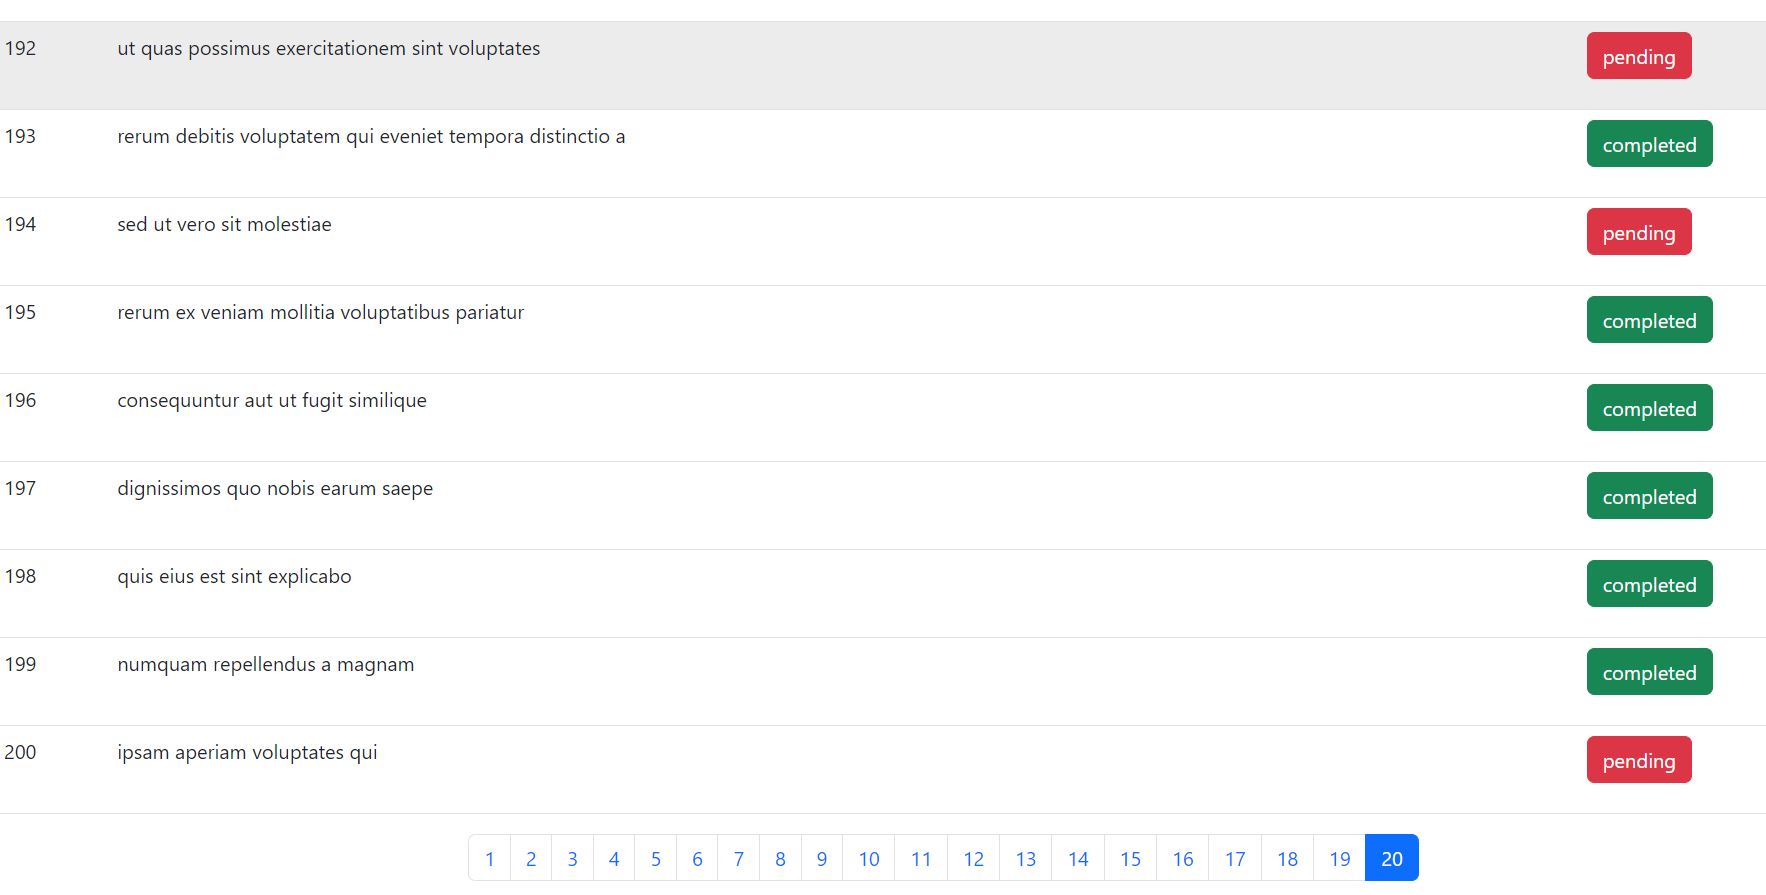 192 ut quas possimus exercitationem sint voluptates pending
193 rerum debitis voluptatem qui eveniet tempora distinctio a completed
194 sed ut vero sit molestiae pending
195 rerum ex veniam mollitia voluptatibus pariatur completed
196 consequuntur aut ut fugit similique completed
197 dignissimos quo nobis earum saepe completed
198 quis eius est sint explicabo completed
199 numquam repellendus a magnam completed
200 ipsam aperiam voluptates qui pending
1 2 3 4 5 6 7 8 9 10 11 12 13 14 15 16 17 18 19 20